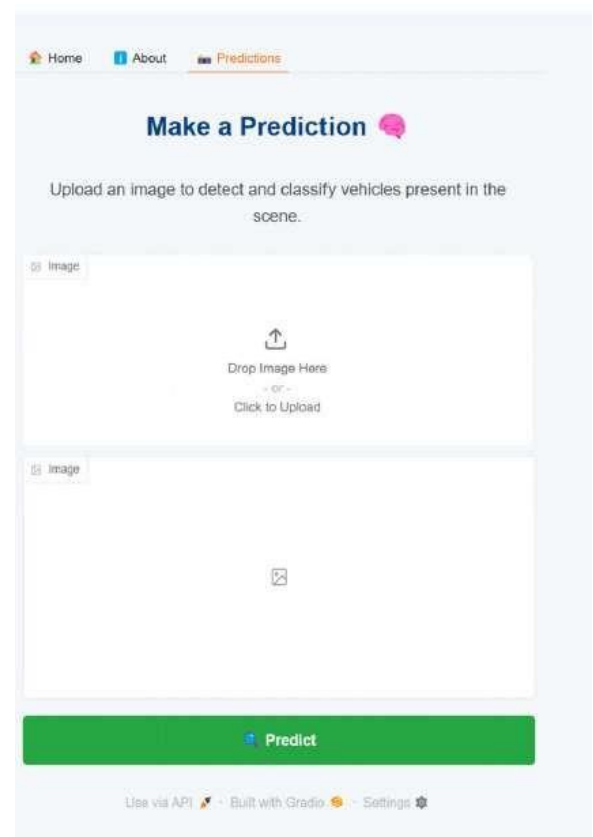 Home About Predictions
Make a Prediction
Upload an image to detect and classify vehicles present in the
scene.
Image
Drop Image Here
- or -
Click to Upload
Image
Predict
Use via API · Built with Gradio · Settings